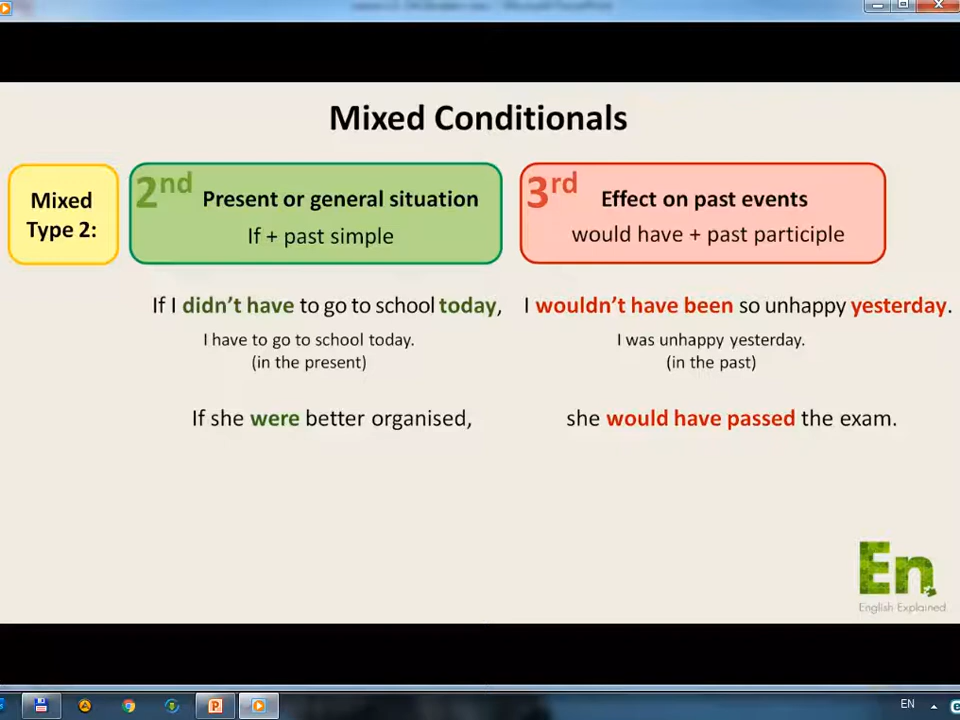 Mixed Conditionals
Mixed
Type 2:
2nd Present or general situation
If + past simple
3rd Effect on past events
would have + past participle
If I didn't have to go to school today, I wouldn't have been so unhappy yesterday.
I have to go to school today.
(in the present)
I was unhappy yesterday.
(in the past)
If she were better organised, she would have passed the exam.
En
English Explained
EN